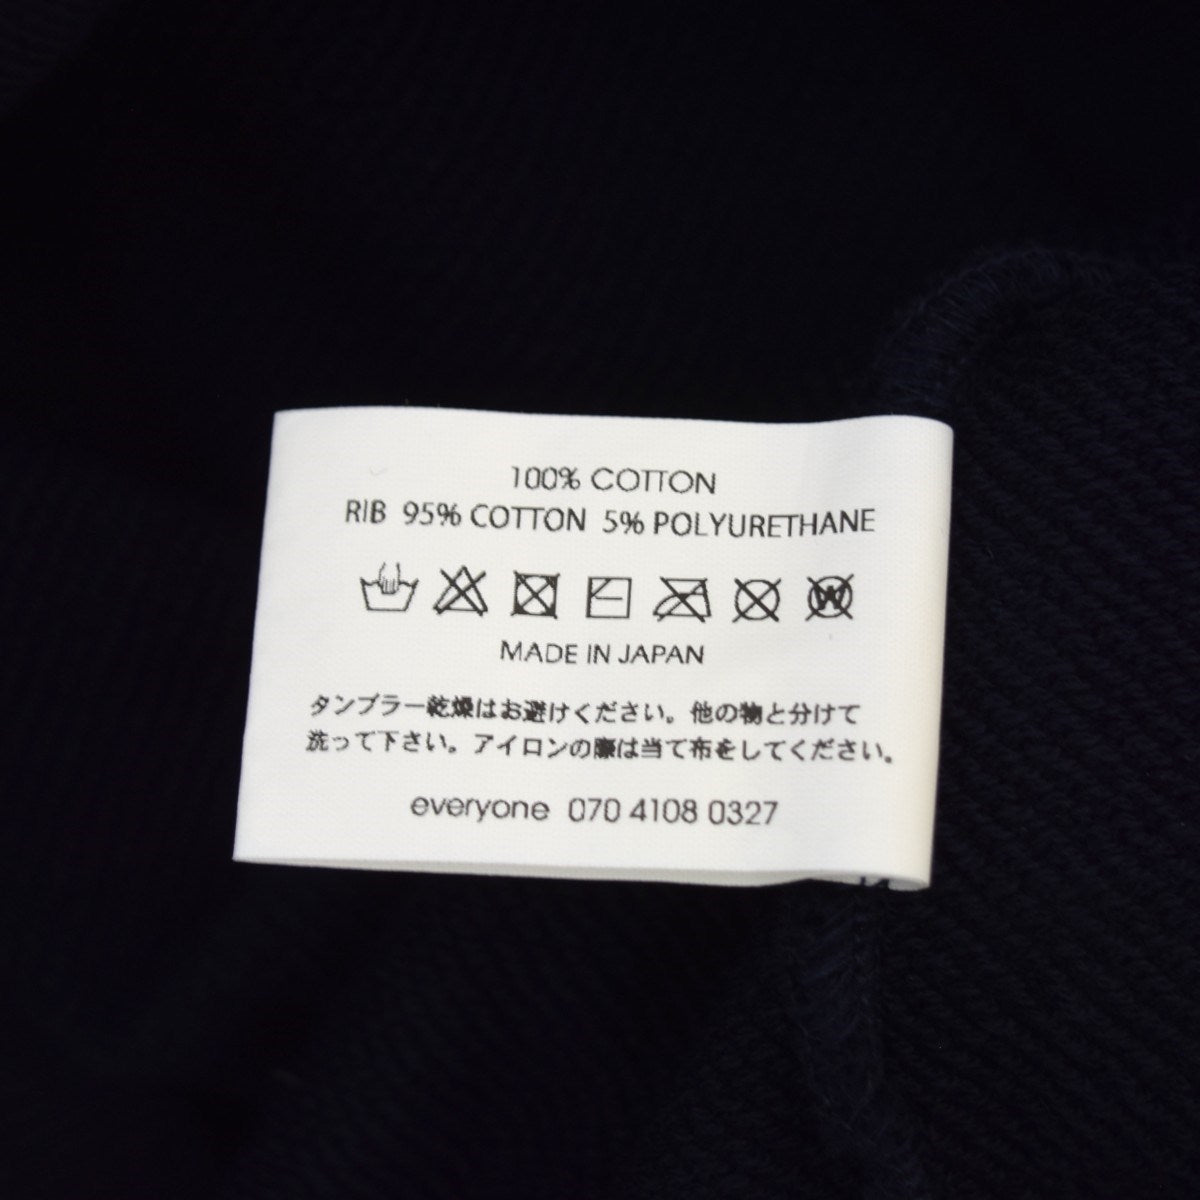 100% COTTON
RIB 95% COTTON 5% POLYURETHANE
W
MADE IN JAPAN
タンブラー乾燥はお避けください。他の物と分けて
洗って下さい。アイロンの際は当て布をしてください。
everyone 070 4108 0327